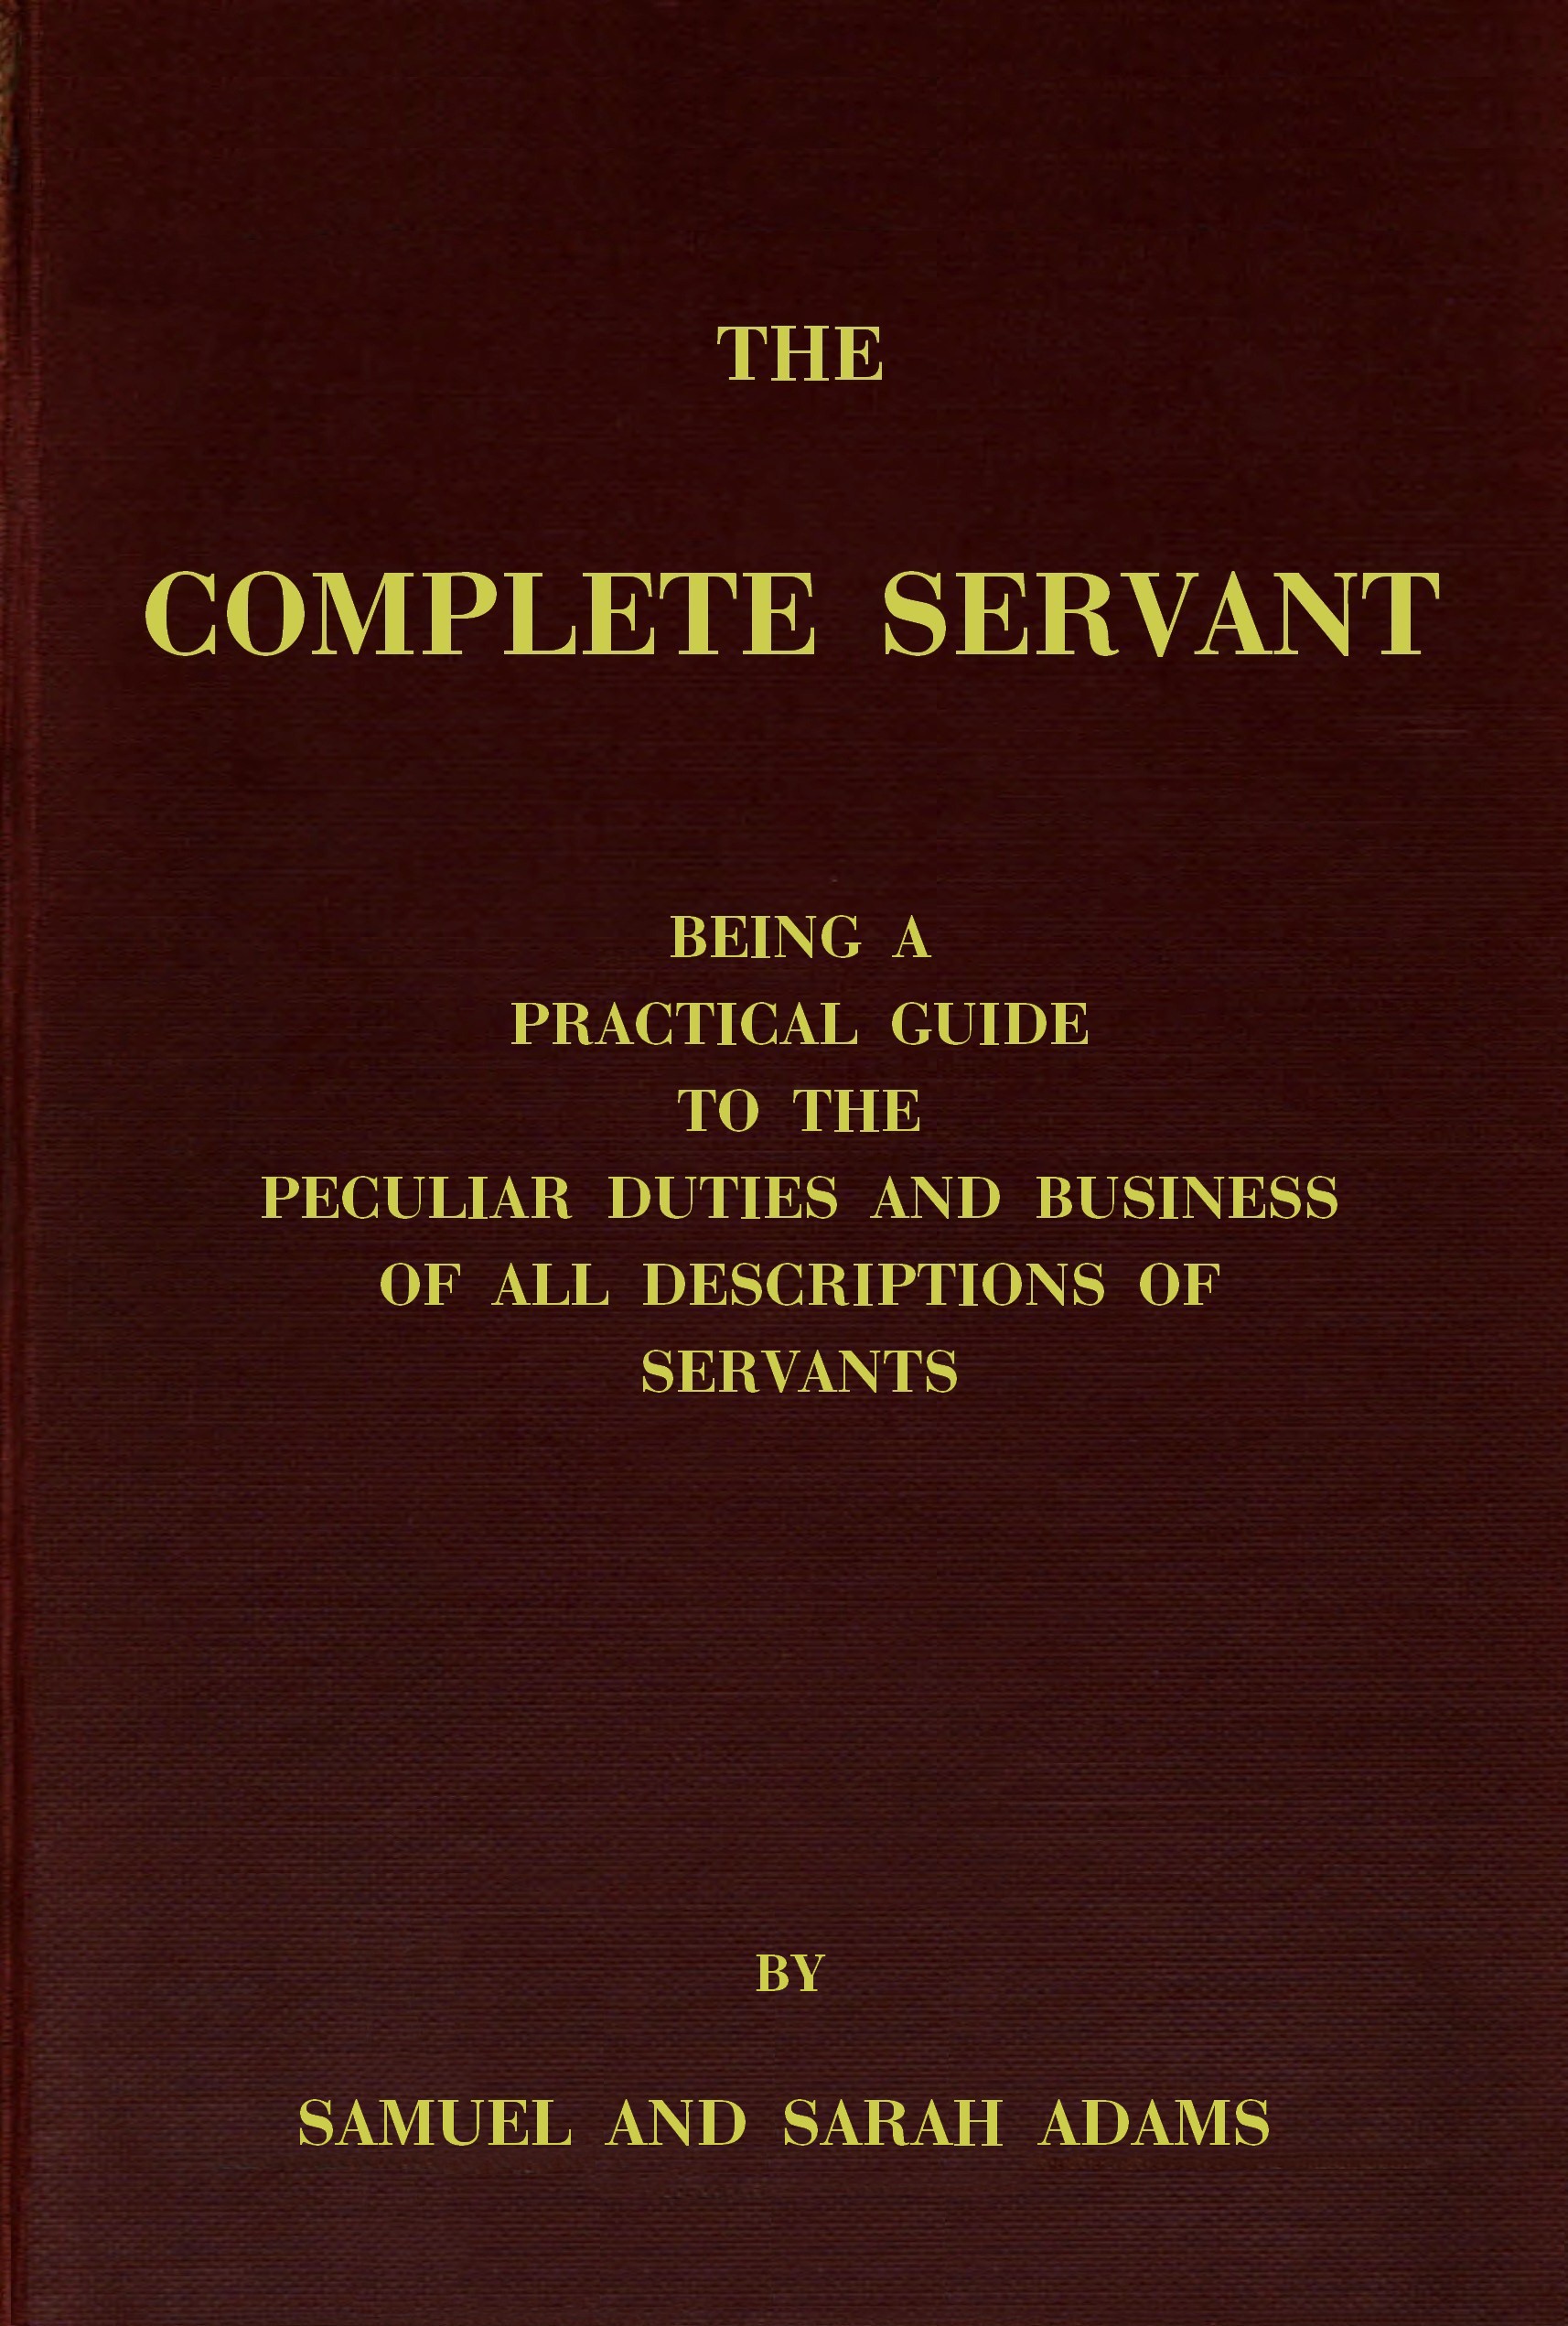 THE
COMPLETE SERVANT
BEING A
PRACTICAL GUIDE
TO THE
PECULIAR DUTIES AND BUSINESS
OF ALL DESCRIPTIONS OF
SERVANTS
BY
SAMUEL AND SARAH ADAMS